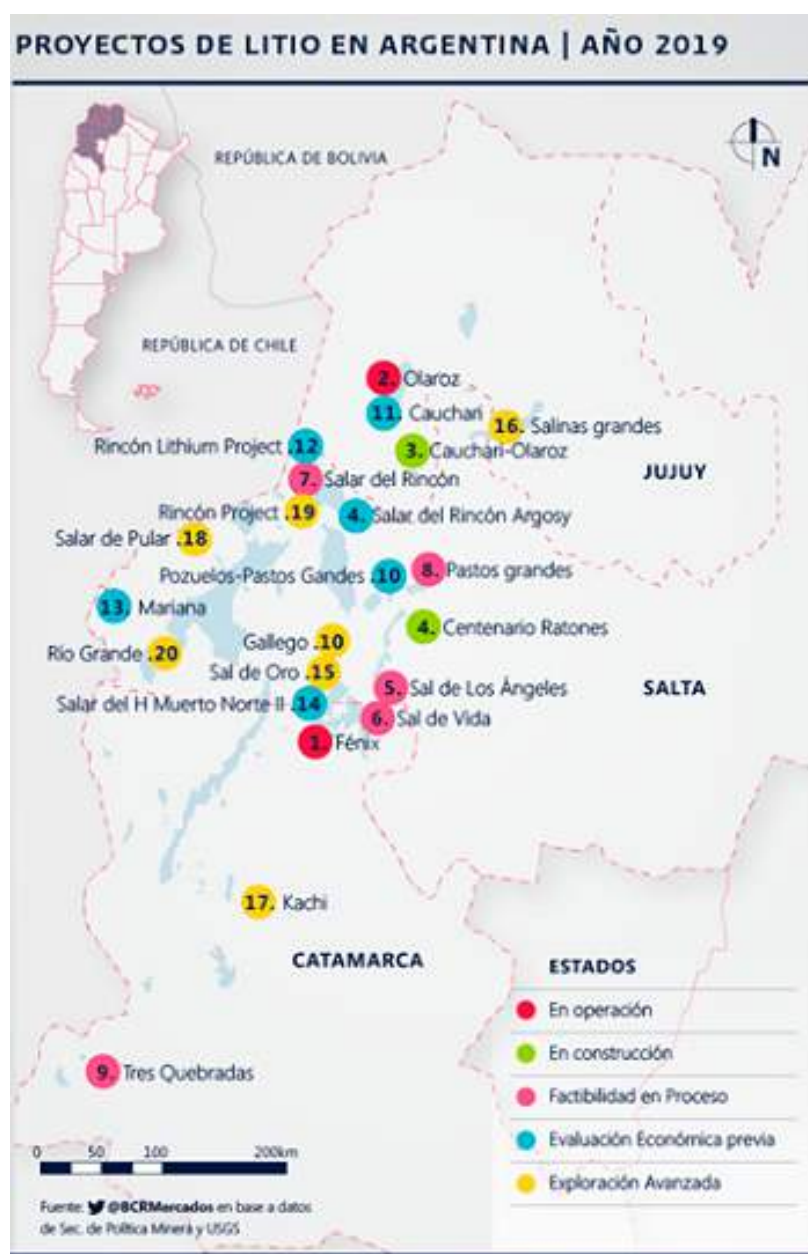 PROYECTOS DE LITIO EN ARGENTINA | AÑO 2019
N
REPÚBLICA DE BOLIVIA
REPÚBLICA DE CHILE
2. Olaroz
11. Cauchari
16. Salinas grandes
Rincón Lithium Project .12
3. Cauchari-Olaroz
JUJUY
7. Salar del Rincón
Rincón Project .19
4. Salar del Rincón Argosy
Salar de Pular .18
Pozuelos-Pastos Gandes .10
8. Pastos grandes
13. Mariana
4. Centenario Ratones
Gallego .10
Río Grande .20
Sal de Oro .15
5. Sal de Los Ángeles
SALTA
Salar del H Muerto Norte II .14
6. Sal de Vida
1. Fénix
17. Kachi
CATAMARCA
ESTADOS
En operación
En construcción
Factibilidad en Proceso
Evaluación Económica previa
Exploración Avanzada
9. Tres Quebradas
0 50 100 200km
Fuente: @BCRMercados en base a datos
de Sec. de Política Minera y USGS